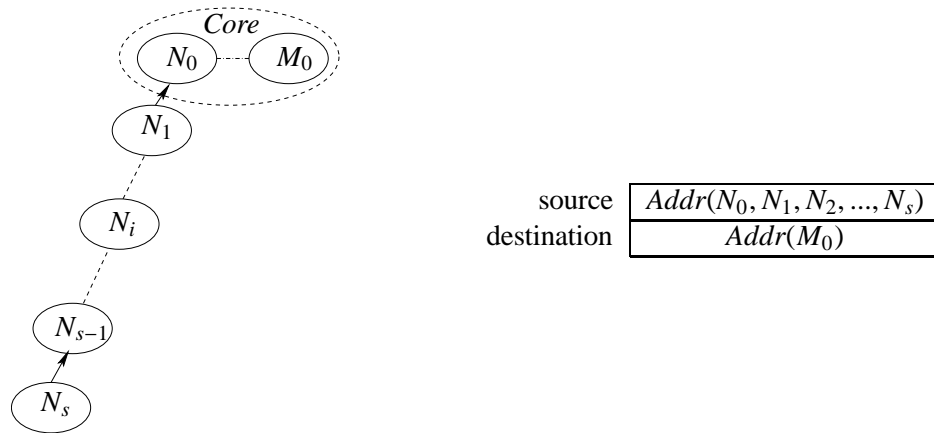 Core
N₀ M₀
N₁
Nᵢ
Nₛ₋₁
Nₛ
source Addr(N₀, N₁, N₂, ..., Nₛ)
destination Addr(M₀)